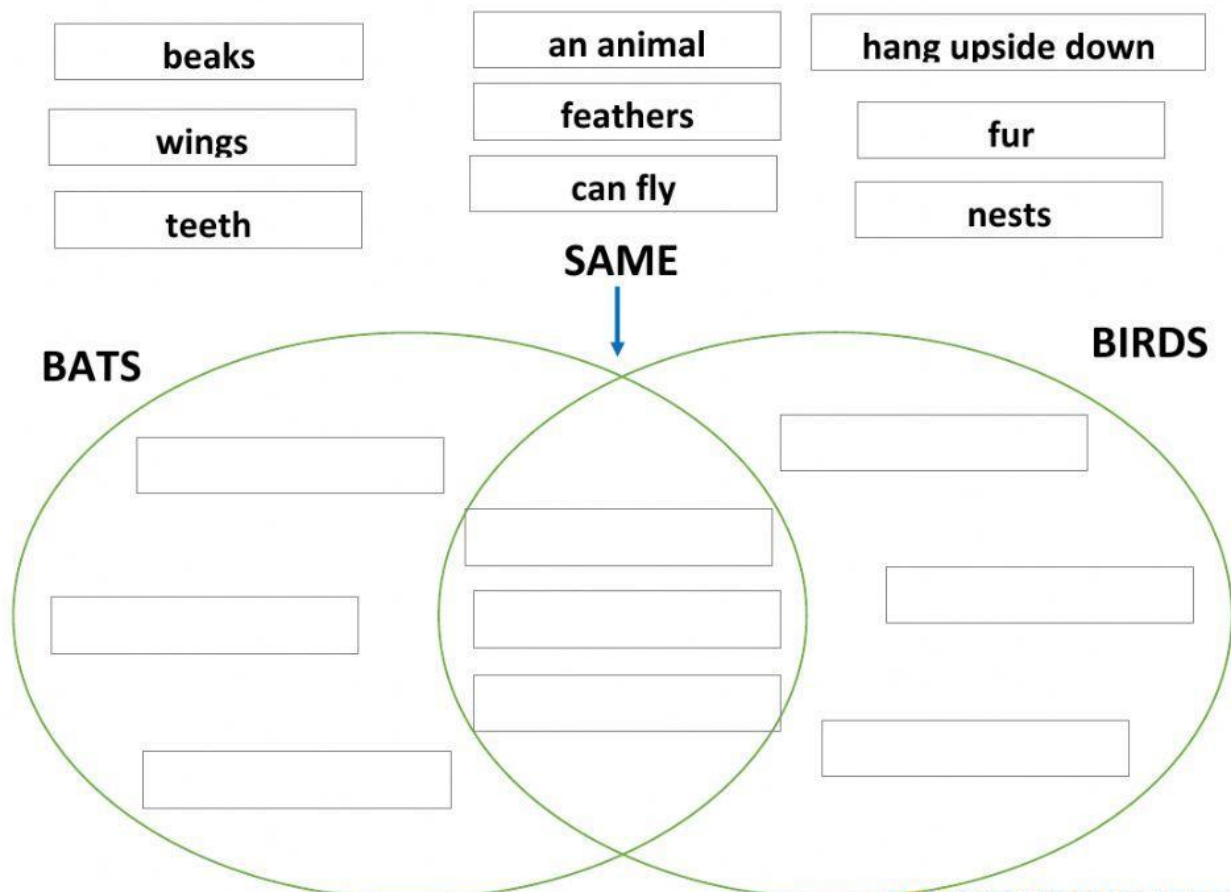 beaks
an animal
hang upside down
wings
feathers
fur
teeth
can fly
nests
SAME
BATS
BIRDS